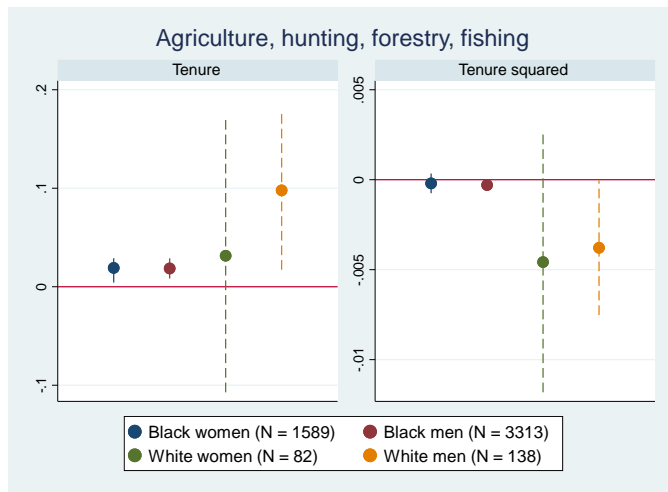 Agriculture, hunting, forestry, fishing
Tenure
Tenure squared
.2
.1
0
-.1
.005
0
-.005
-.01
Black women (N = 1589)
Black men (N = 3313)
White women (N = 82)
White men (N = 138)